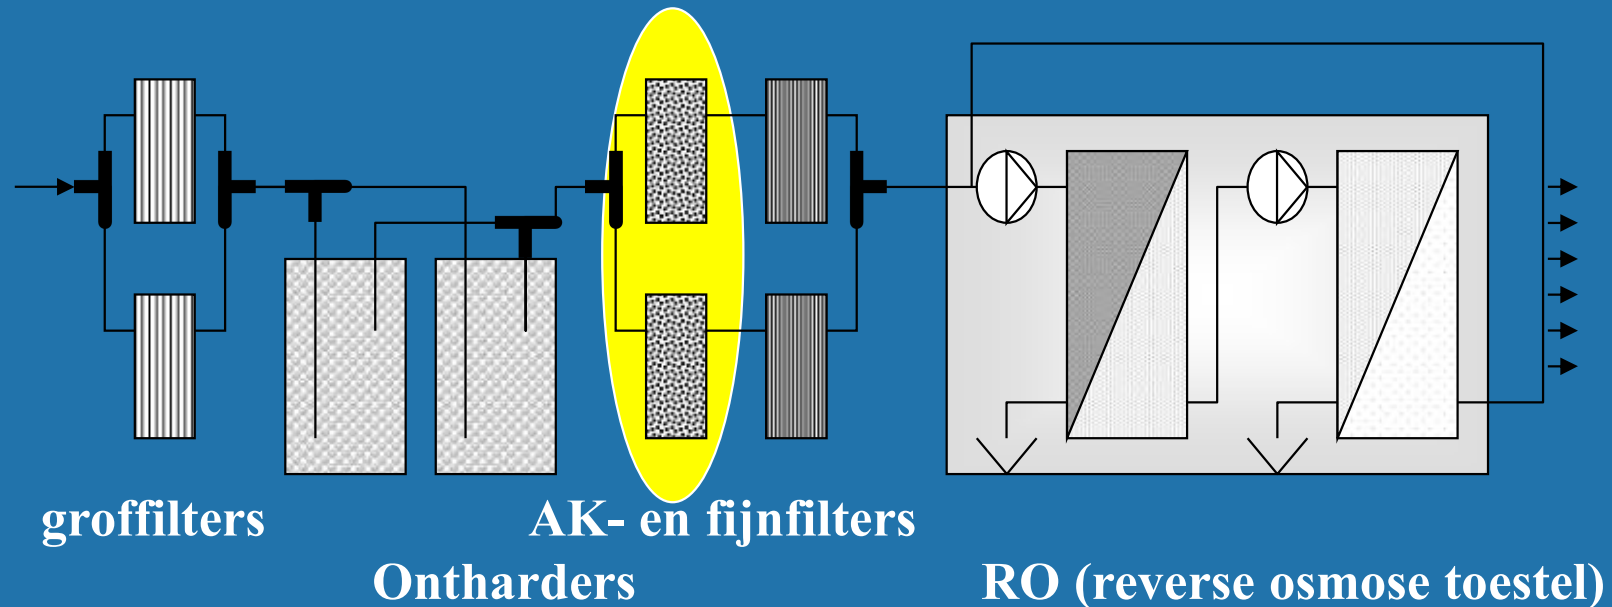 groffilters
AK- en fijnfilters
Ontharders
RO (reverse osmose toestel)